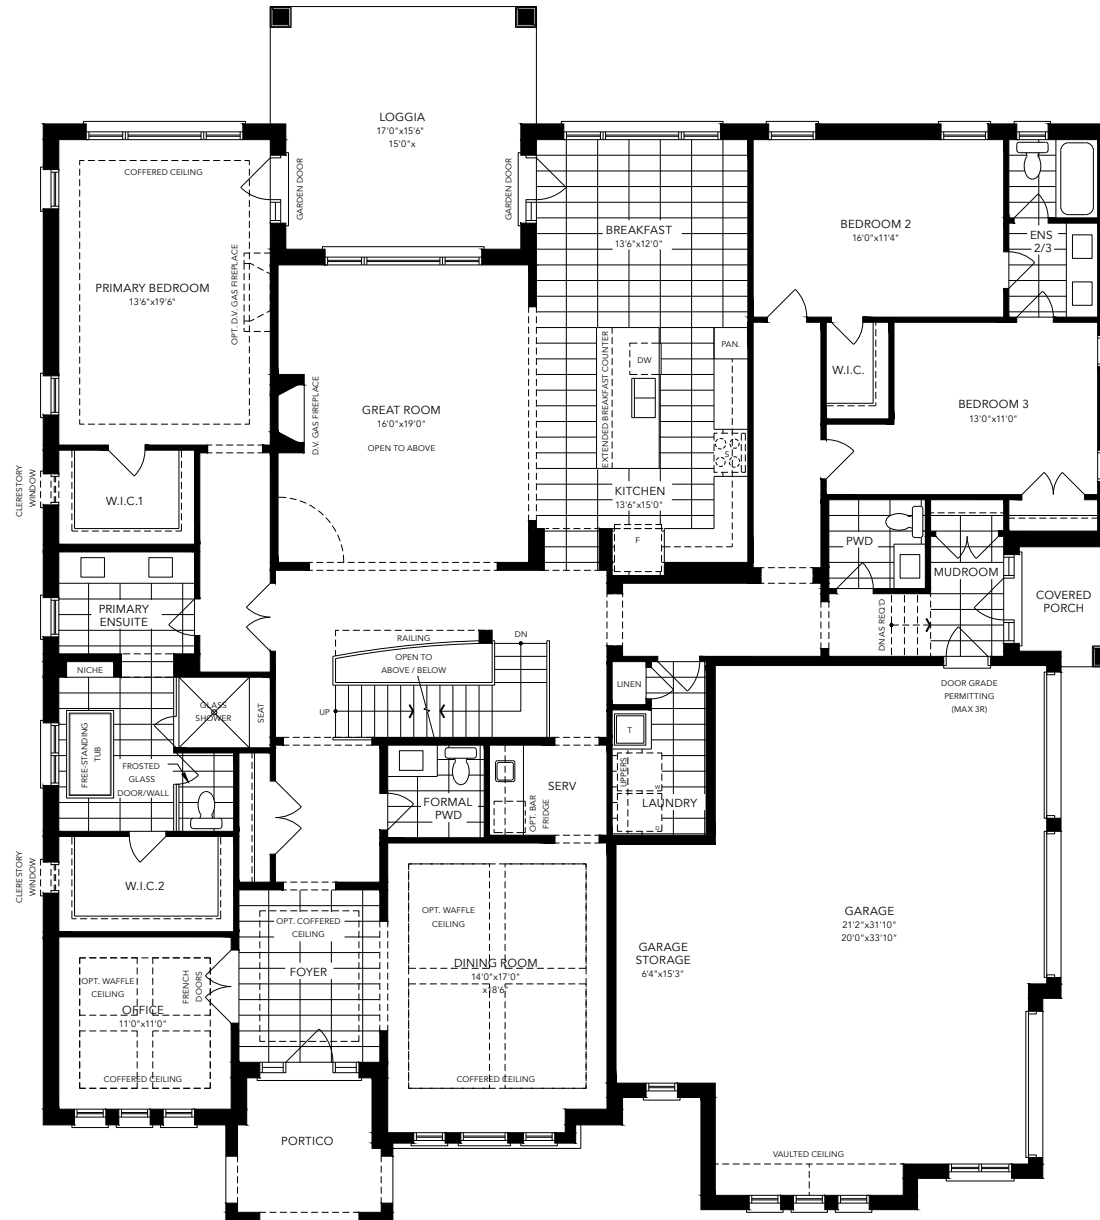 LOGGIA
17'0"x15'6"
15'0"x
COFFERED CEILING
GARDEN DOOR
GARDEN DOOR
BREAKFAST
13'6"x12'0"
BEDROOM 2
16'0"x11'4"
ENS
2/3
OPT. D.V. GAS FIREPLACE
PRIMARY BEDROOM
13'6"x19'6"
PAN.
DW
EXTENDED BREAKFAST COUNTER
W.I.C.
D.V. GAS FIREPLACE
GREAT ROOM
16'0"x19'0"
OPEN TO ABOVE
BEDROOM 3
13'0"x11'0"
S
CLERESTORY
WINDOW
W.I.C.1
KITCHEN
13'6"x15'0"
F
PWD
MUDROOM
COVERED
PORCH
PRIMARY
ENSUITE
DN AS REQ'D
RAILING
DN
OPEN TO
ABOVE / BELOW
NICHE
LINEN
DOOR GRADE
PERMITTING
(MAX 3R)
GLASS
SHOWER
SEAT
UP
T
FREE-STANDING
TUB
FROSTED
GLASS
DOOR/WALL
UPPERS
W
D
LAUNDRY
FORMAL
PWD
SERV
OPT. BAR
FRIDGE
CLERESTORY
WINDOW
W.I.C.2
OPT. COFFERED
CEILING
OPT. WAFFLE
CEILING
GARAGE
21'2"x31'10"
20'0"x33'10"
GARAGE
STORAGE
6'4"x15'3"
FOYER
DINING ROOM
14'0"x17'0"
x18'6"
FRENCH
DOORS
OPT. WAFFLE
CEILING
OFFICE
11'0"x11'0"
COFFERED CEILING
COFFERED CEILING
PORTICO
VAULTED CEILING